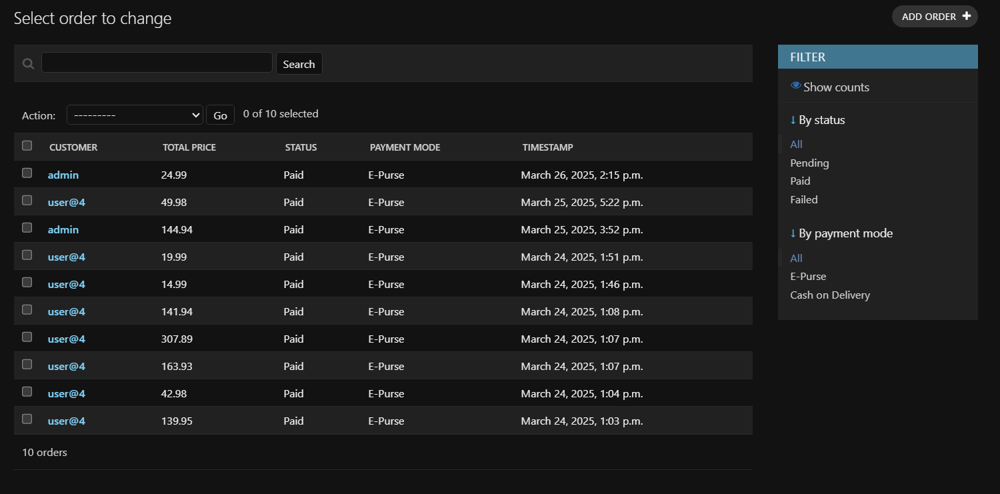 Select order to change
ADD ORDER
Search
Action: --------- Go 0 of 10 selected
CUSTOMER TOTAL PRICE STATUS PAYMENT MODE TIMESTAMP
admin 24.99 Paid E-Purse March 26, 2025, 2:15 p.m.
user@4 49.98 Paid E-Purse March 25, 2025, 5:22 p.m.
admin 144.94 Paid E-Purse March 25, 2025, 3:52 p.m.
user@4 19.99 Paid E-Purse March 24, 2025, 1:51 p.m.
user@4 14.99 Paid E-Purse March 24, 2025, 1:46 p.m.
user@4 141.94 Paid E-Purse March 24, 2025, 1:08 p.m.
user@4 307.89 Paid E-Purse March 24, 2025, 1:07 p.m.
user@4 163.93 Paid E-Purse March 24, 2025, 1:07 p.m.
user@4 42.98 Paid E-Purse March 24, 2025, 1:04 p.m.
user@4 139.95 Paid E-Purse March 24, 2025, 1:03 p.m.
10 orders
FILTER
Show counts
↓ By status
All
Pending
Paid
Failed
↓ By payment mode
All
E-Purse
Cash on Delivery